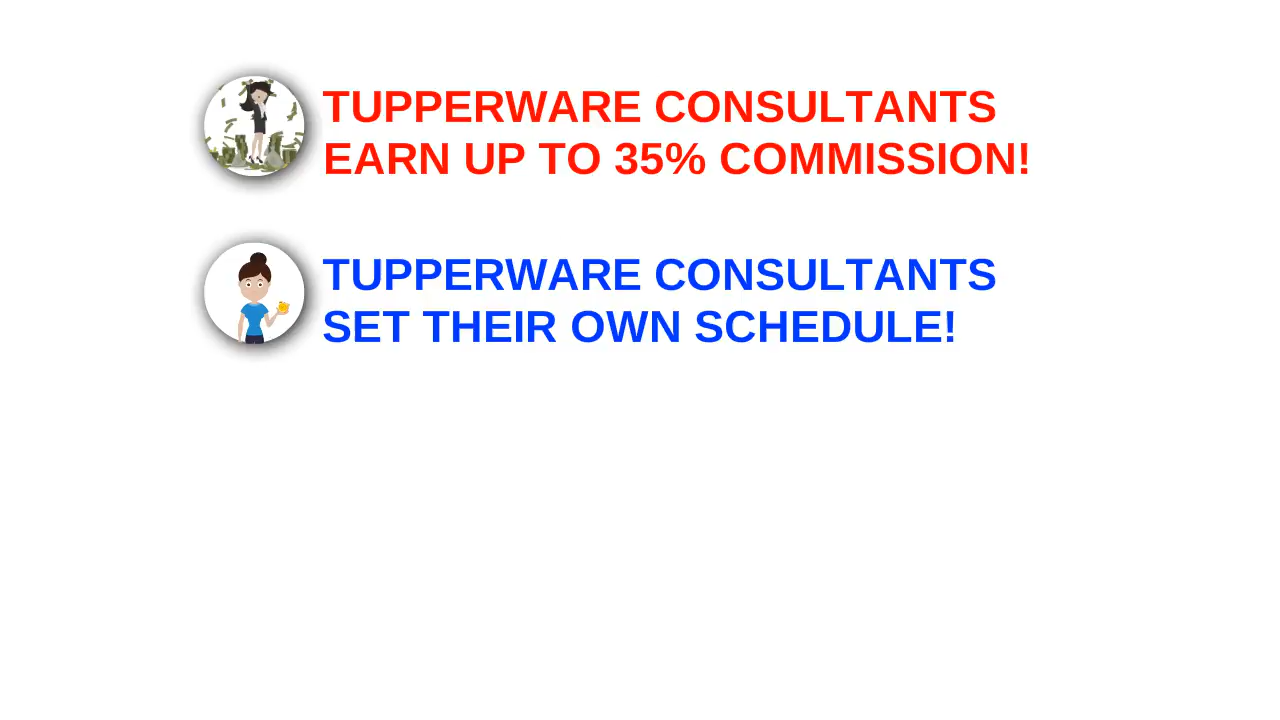 TUPPERWARE CONSULTANTS
EARN UP TO 35% COMMISSION!
TUPPERWARE CONSULTANTS
SET THEIR OWN SCHEDULE!